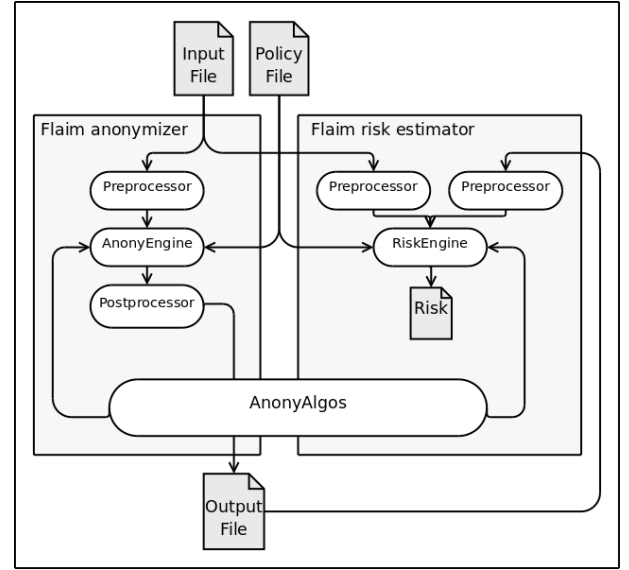 Input
File
Policy
File
Flaim anonymizer
Flaim risk estimator
Preprocessor
Preprocessor
Preprocessor
AnonyEngine
RiskEngine
Postprocessor
Risk
AnonyAlgos
Output
File